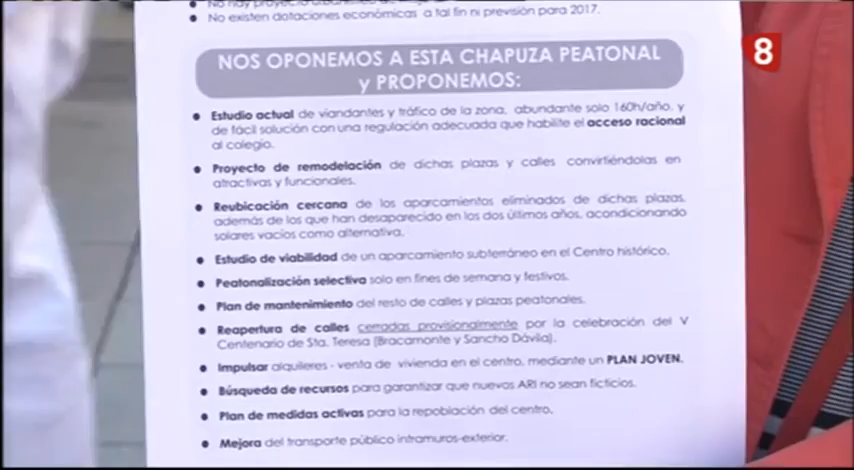 No hay proyecto
No existen dotaciones económicas a tal fin ni previsión para 2017.
8
NOS OPONEMOS A ESTA CHAPUZA PEATONAL
y PROPONEMOS:
Estudio actual de viandantes y tráfico de la zona, abundante solo 160h/año, y
de fácil solución con una regulación adecuada que habilite el acceso racional
al colegio.
Proyecto de remodelación de dichas plazas y calles convirtiéndolas en
atractivas y funcionales.
Reubicación cercana de los aparcamientos eliminados de dichas plazas,
además de los que han desaparecido en los dos últimos años, acondicionando
solares vacíos como alternativa.
Estudio de viabilidad de un aparcamiento subterráneo en el Centro histórico.
Peatonalización selectiva solo en fines de semana y festivos.
Plan de mantenimiento del resto de calles y plazas peatonales.
Reapertura de calles cerradas provisionalmente por la celebración del V
Centenario de Sta. Teresa (Bracamonte y Sancho Dávila).
Impulsar alquileres - venta de vivienda en el centro, mediante un PLAN JOVEN.
Búsqueda de recursos para garantizar que nuevos ARI no sean ficticios.
Plan de medidas activas para la repoblación del centro.
Mejora del transporte público intramuros-exterior.